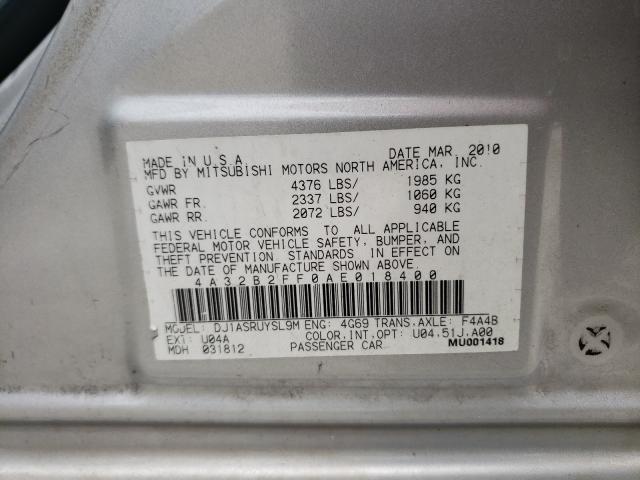 MADE IN U.S.A. DATE MAR 2010
MFD BY MITSUBISHI MOTORS NORTH AMERICA, INC.
GVWR 4376 LBS/ 1985 KG
GAWR FR. 2337 LBS/ 1060 KG
GAWR RR. 2072 LBS/ 940 KG
THIS VEHICLE CONFORMS TO ALL APPLICABLE
FEDERAL MOTOR VEHICLE SAFETY, BUMPER, AND
THEFT PREVENTION STANDARDS IN EFFECT ON
THE DATE OF MANUFACTURE SHOWN ABOVE.
4A32B2FF0AE018400
MODEL: DJ1ASRUYSL9M ENG: 4G69 TRANS.AXLE: F4A4B
EXT: U04A COLOR.INT.OPT: U04.51J.A00
MDH 031812 PASSENGER CAR MU001418